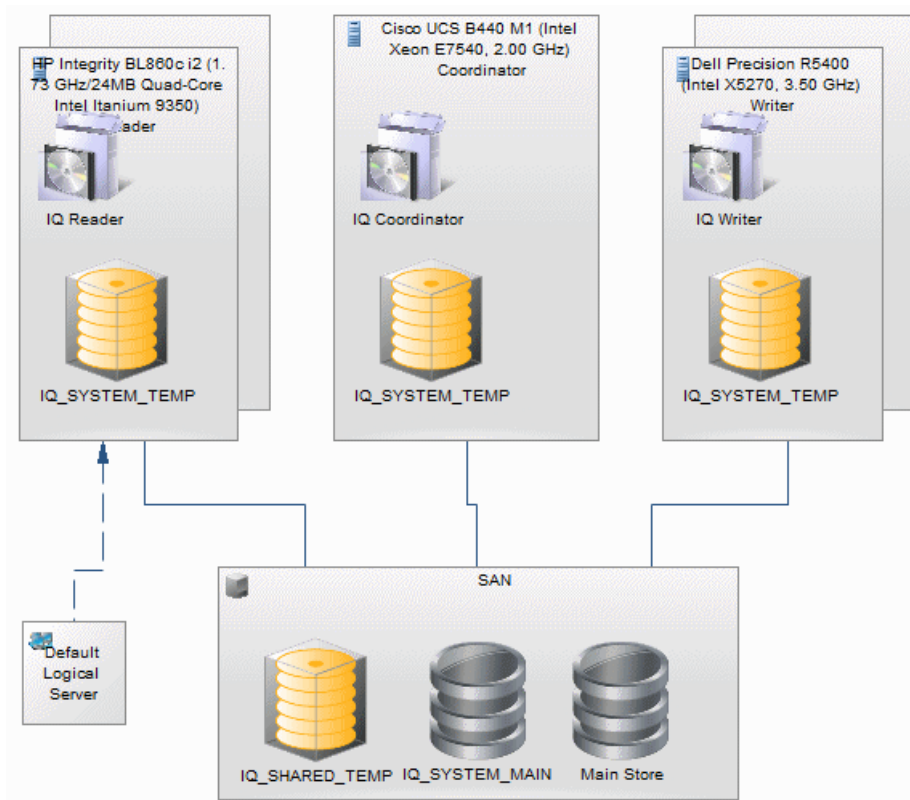 HP Integrity BL860c i2 (1.
73 GHz/24MB Quad-Core
Intel Itanium 9350)
IQ Reader
IQ_SYSTEM_TEMP
Cisco UCS B440 M1 (Intel
Xeon E7540, 2.00 GHz)
Coordinator
IQ Coordinator
IQ_SYSTEM_TEMP
Dell Precision R5400
(Intel X5270, 3.50 GHz)
Writer
IQ Writer
IQ_SYSTEM_TEMP
Default
Logical
Server
SAN
IQ_SHARED_TEMP
IQ_SYSTEM_MAIN
Main Store